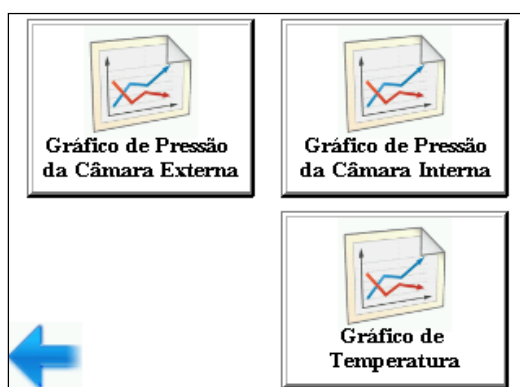 Gráfico de Pressão
da Câmara Externa
Gráfico de Pressão
da Câmara Interna
Gráfico de
Temperatura